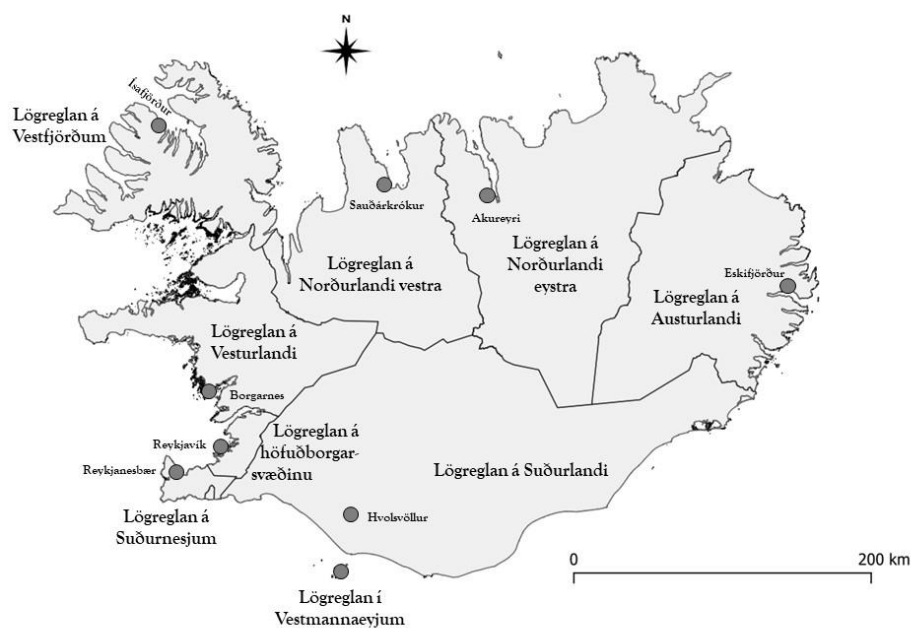 N
Ísafjörður
Lögreglan á
Vestfjörðum
Sauðárkrókur
Akureyri
Lögreglan á
Norðurlandi vestra
Lögreglan á
Norðurlandi
eystra
Eskifjörður
Lögreglan á
Austurlandi
Lögreglan á
Vesturlandi
Borgarnes
Reykjavík
Lögreglan á
höfuðborgar-
svæðinu
Reykjanesbær
Lögreglan á Suðurlandi
Lögreglan á
Suðurnesjum
Hvolsvöllur
Lögreglan í
Vestmannaeyjum
0
200 km